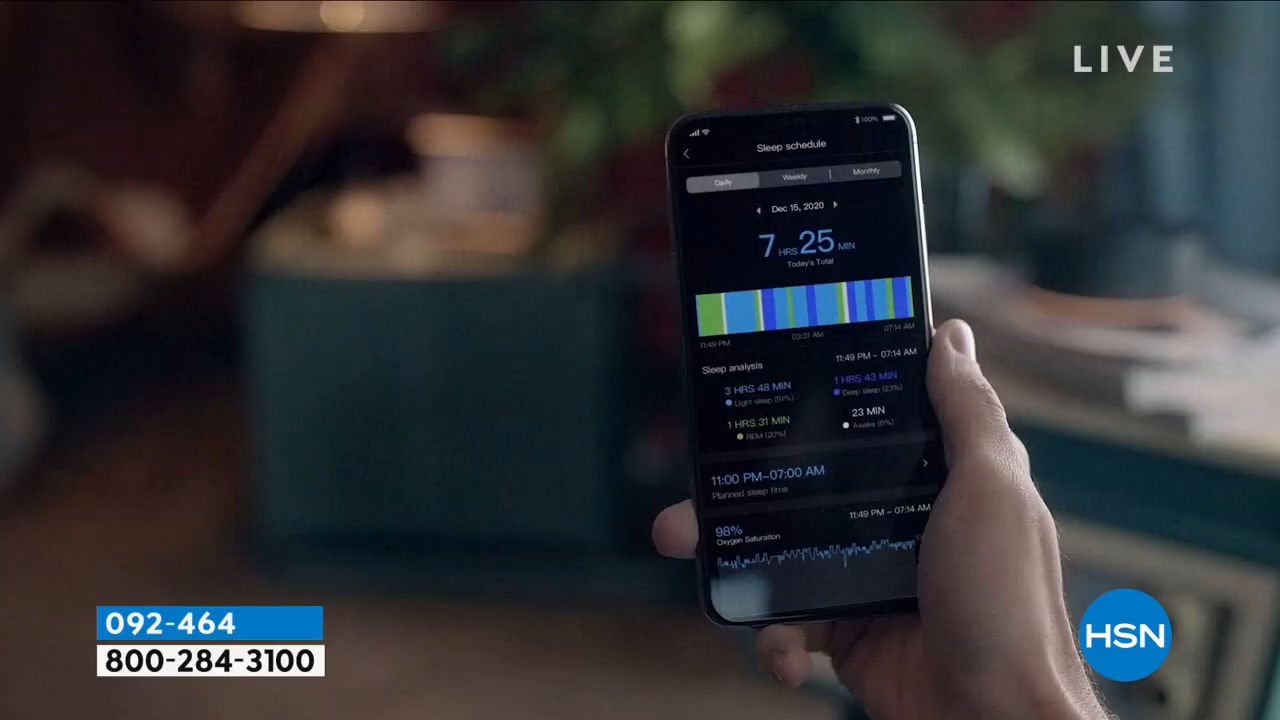 LIVE
100%
Sleep schedule
Daily Weekly Monthly
Dec 15, 2020
7 HRS 25 MIN
Today's Total
11:49 PM 03:31 AM 07:14 AM
Sleep analysis 11:49 PM – 07:14 AM
3 HRS 48 MIN 1 HRS 43 MIN
Light sleep (51%) Deep sleep (23%)
1 HRS 31 MIN 23 MIN
REM (20%) Awake (6%)
11:00 PM–07:00 AM
Planned sleep time
98% 11:49 PM – 07:14 AM
Oxygen Saturation
092-464
800-284-3100
HSN